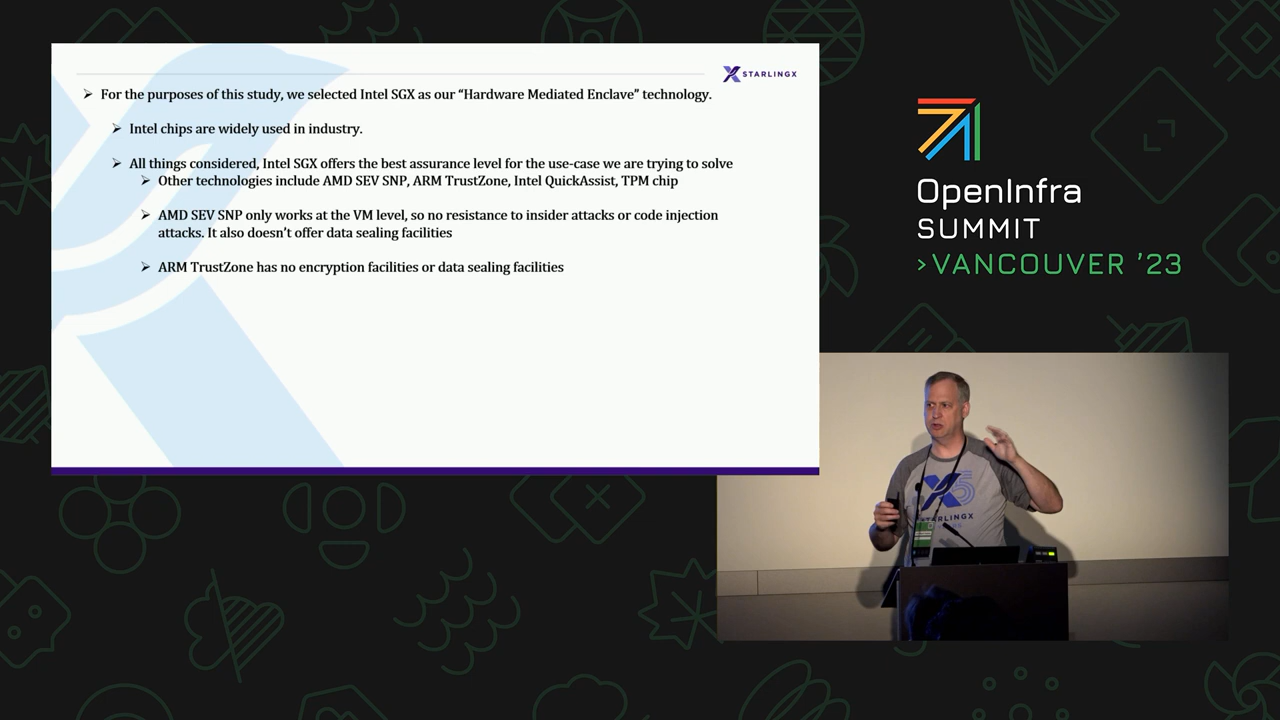 STARLINGX
➢ For the purposes of this study, we selected Intel SGX as our “Hardware Mediated Enclave” technology.
➢ Intel chips are widely used in industry.
➢ All things considered, Intel SGX offers the best assurance level for the use-case we are trying to solve
➢ Other technologies include AMD SEV SNP, ARM TrustZone, Intel QuickAssist, TPM chip
➢ AMD SEV SNP only works at the VM level, so no resistance to insider attacks or code injection
attacks. It also doesn’t offer data sealing facilities
➢ ARM TrustZone has no encryption facilities or data sealing facilities
OpenInfra
SUMMIT
>VANCOUVER ’23
STARLINGX